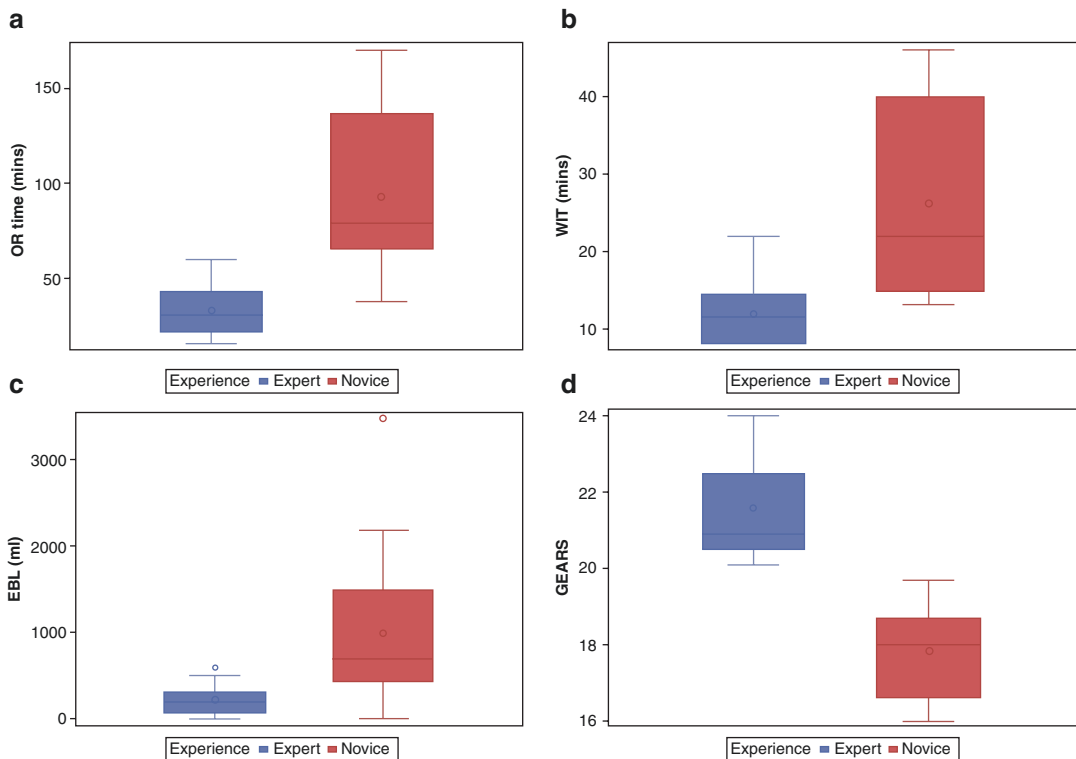 a
150
100
50
OR time (mins)
Experience Expert Novice
b
40
30
20
10
WIT (mins)
Experience Expert Novice
c
3000
2000
1000
0
EBL (ml)
Experience Expert Novice
d
24
22
20
18
16
GEARS
Experience Expert Novice